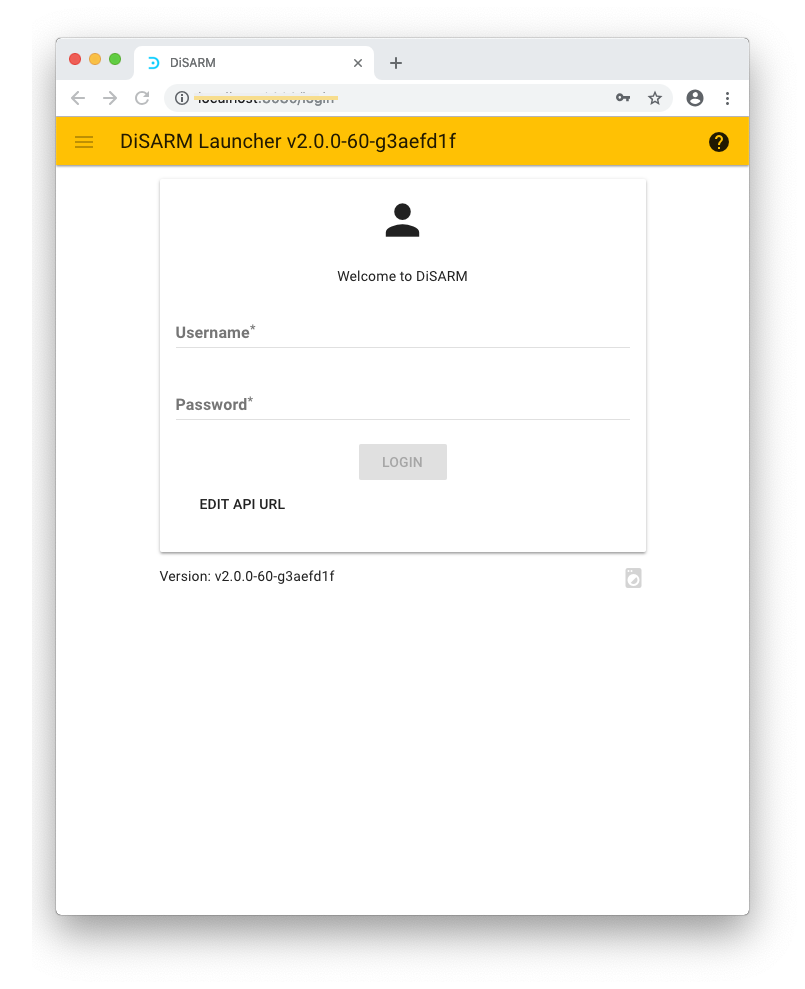 DiSARM
DiSARM Launcher v2.0.0-60-g3aefd1f
Welcome to DiSARM
Username*
Password*
LOGIN
EDIT API URL
Version: v2.0.0-60-g3aefd1f